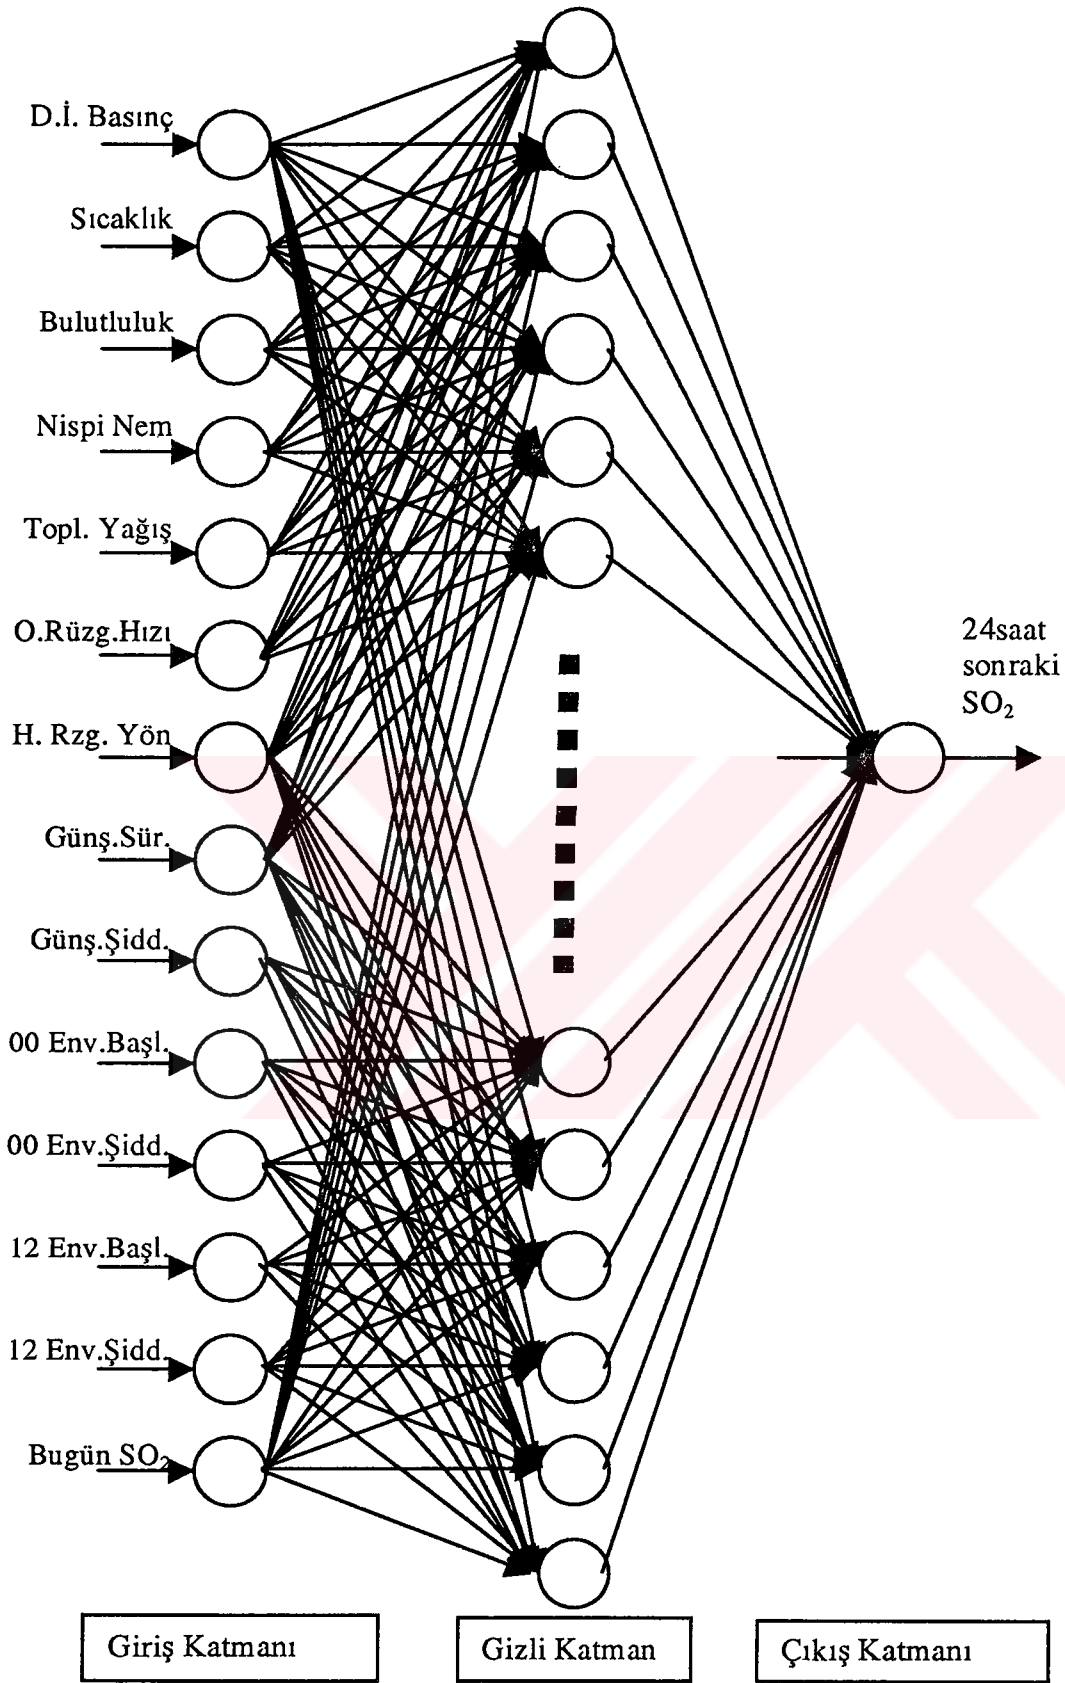 D.İ. Basınç
Sıcaklık
Bulutluluk
Nispi Nem
Topl. Yağış
O.Rüzg.Hızı
H. Rzg. Yön
Günş.Sür.
Günş.Şidd.
00 Env.Başl.
00 Env.Şidd.
12 Env.Başl.
12 Env.Şidd.
Bugün SO₂
24saat
sonraki
SO₂
Giriş Katmanı
Gizli Katman
Çıkış Katmanı